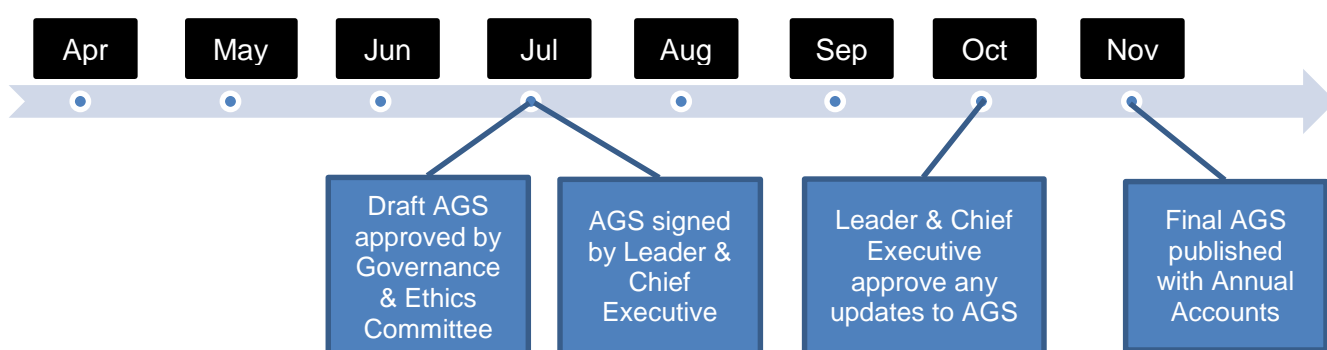 Apr
May
Jun
Jul
Aug
Sep
Oct
Nov
Draft AGS
approved by
Governance
& Ethics
Committee
AGS signed
by Leader &
Chief
Executive
Leader & Chief
Executive
approve any
updates to AGS
Final AGS
published
with Annual
Accounts